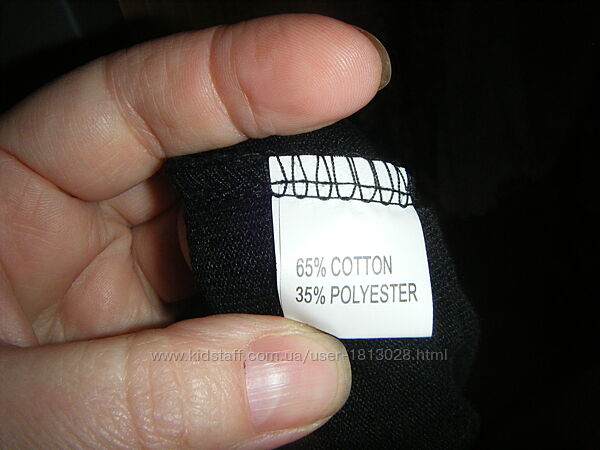 65% COTTON
35% POLYESTER
www.kidstaff.com.ua/user-1813028.html